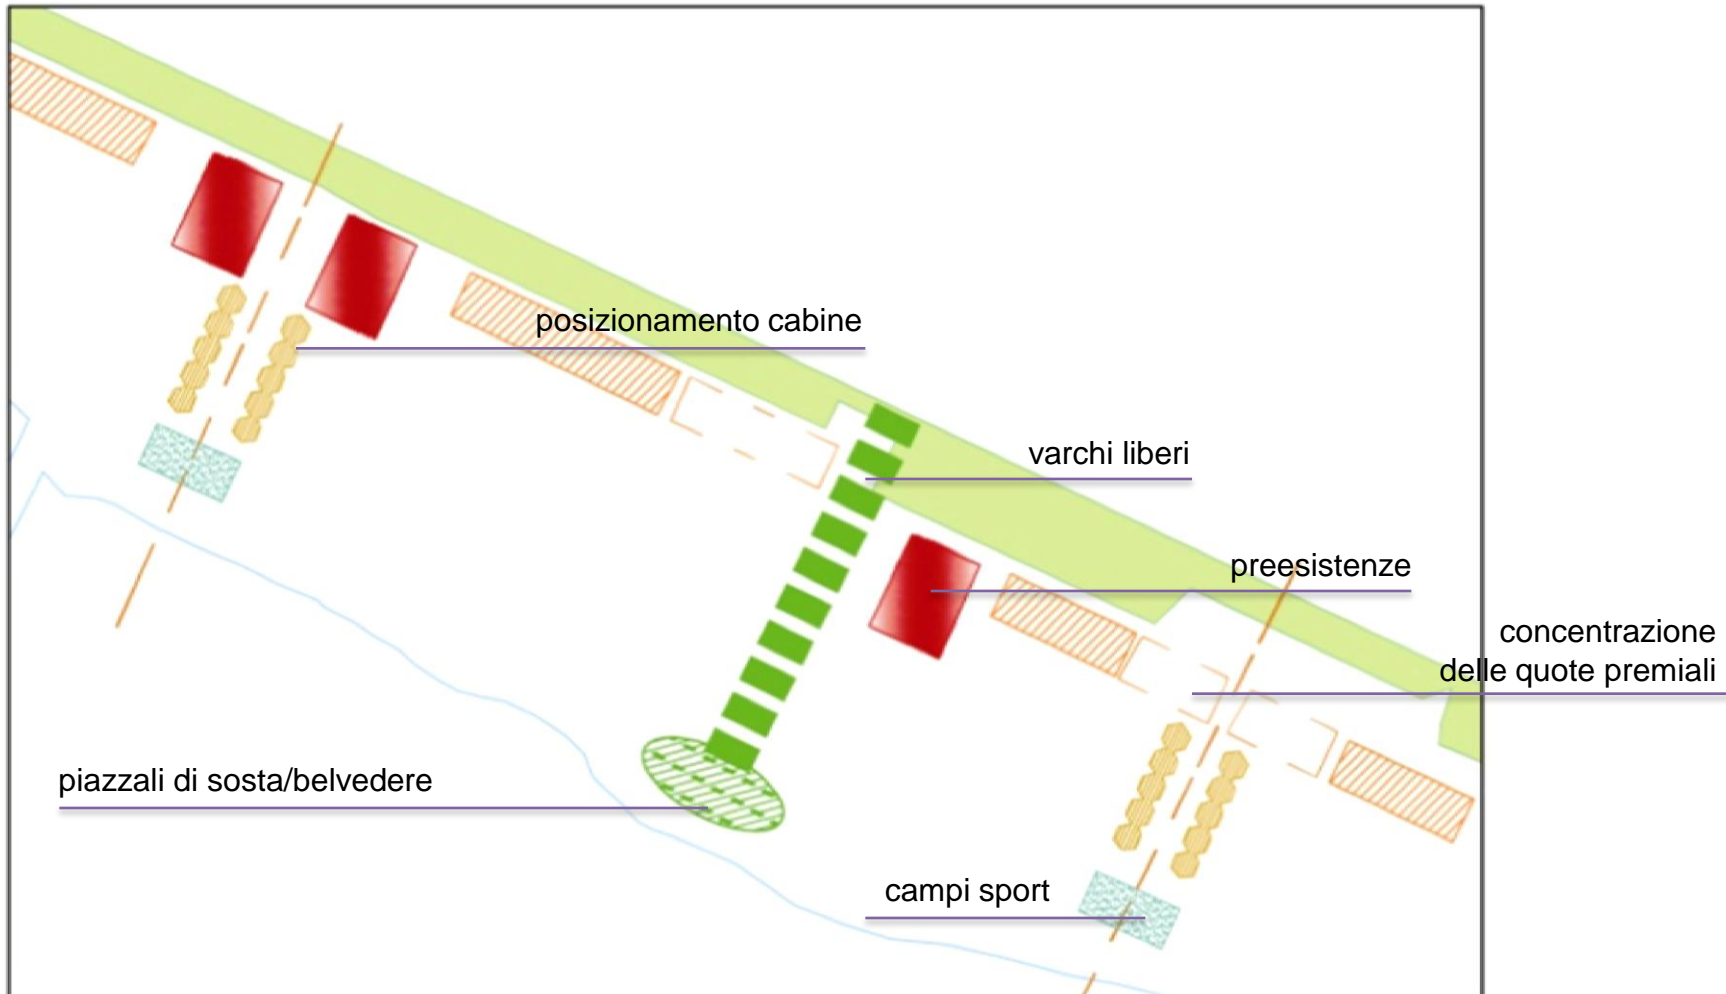 posizionamento cabine
varchi liberi
preesistenze
concentrazione
delle quote premiali
piazzali di sosta/belvedere
campi sport